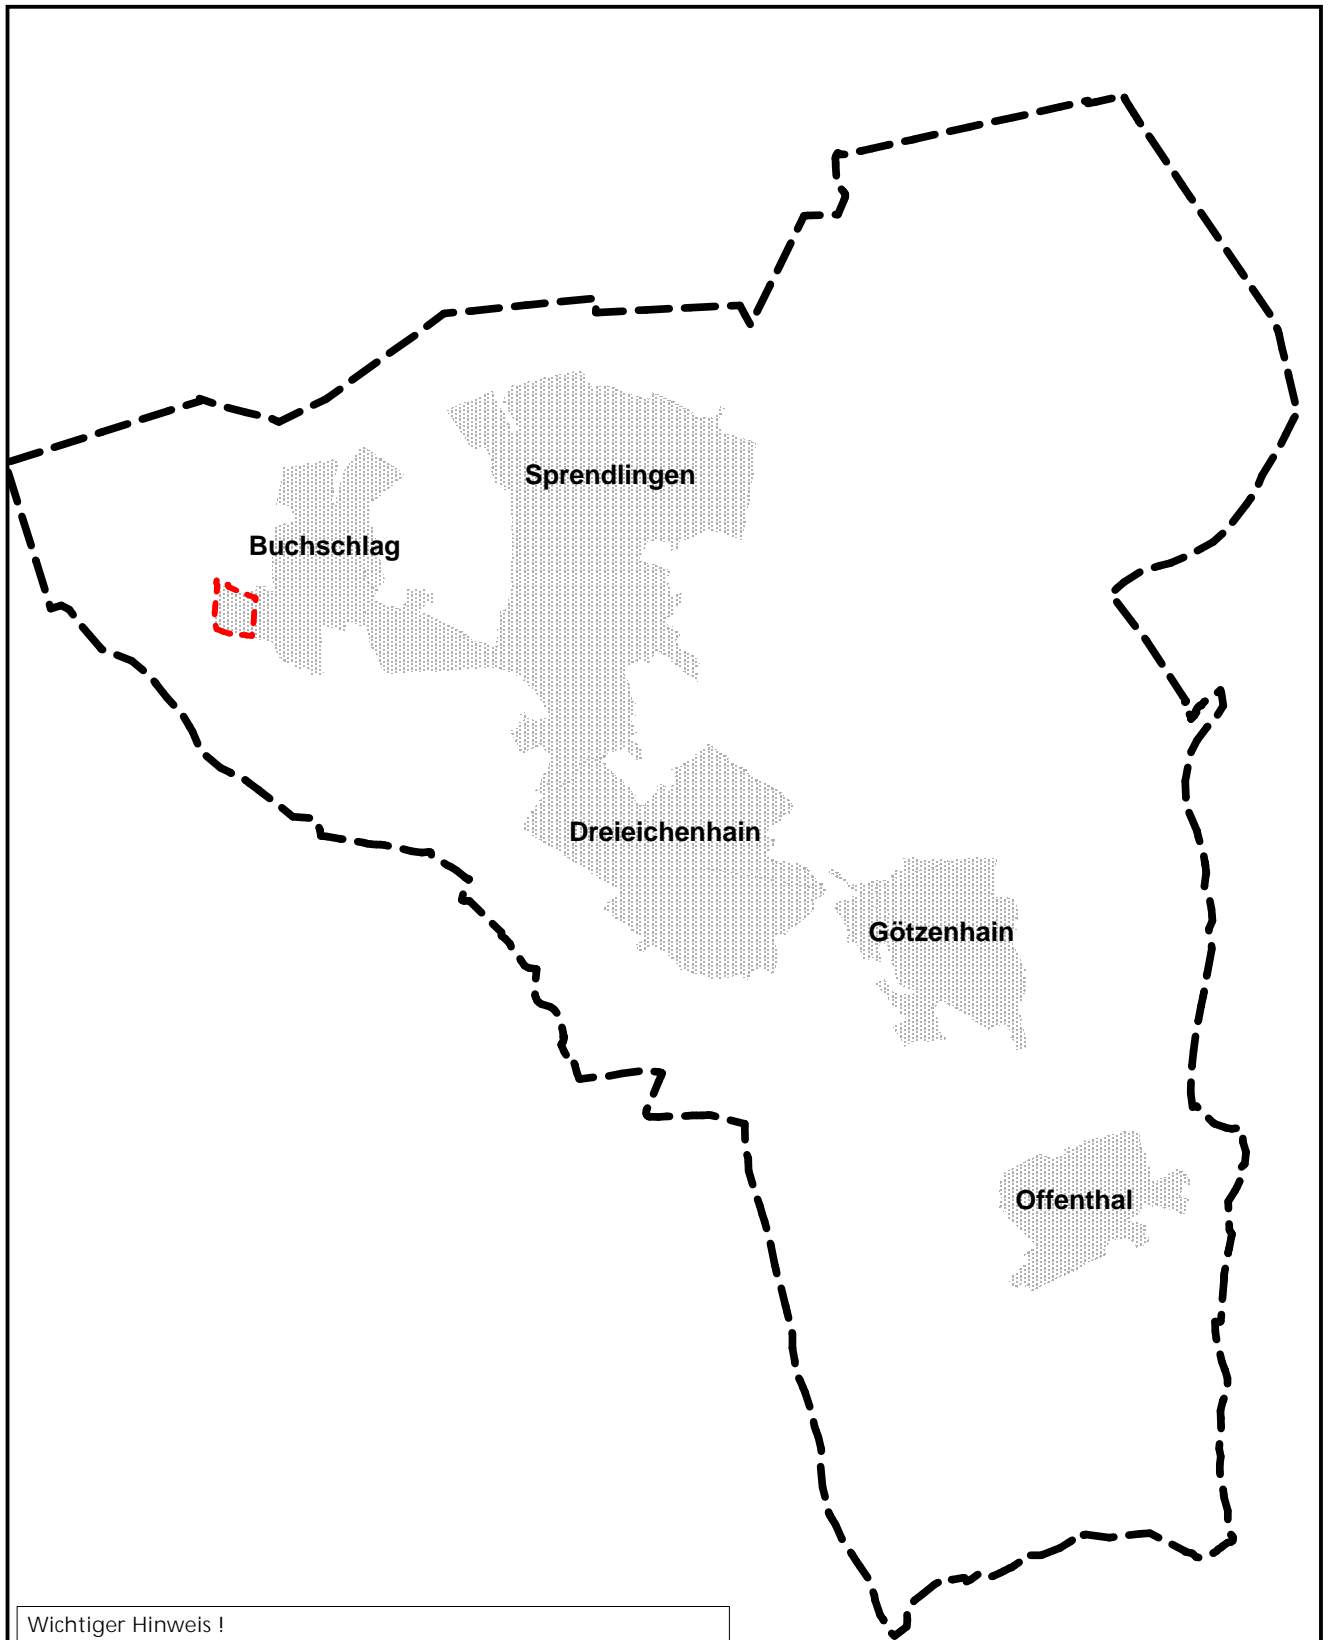 Sprendlingen
Buchschlag
Dreieichenhain
Götzenhain
Offenthal
Wichtiger Hinweis !